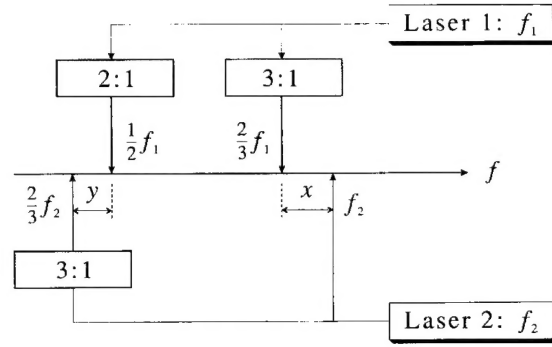 Laser 1: f₁
2:1
3:1
½f₁
⅔f₁
f
⅔f₂
y
x
f₂
3:1
Laser 2: f₂